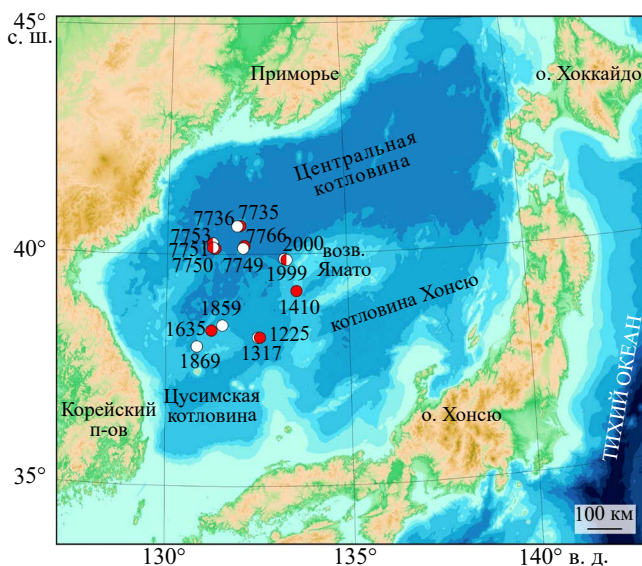 45°
с. ш.
Приморье
о. Хоккайдо
Центральная
котловина
7736
7735
7753
7766
7751
2000
возв.
Ямато
40°
7750
7749
1999
1410
котловина Хонсю
1859
1635
1225
1869
1317
Цусимская
котловина
Корейский
п-ов
о. Хонсю
ТИХИЙ ОКЕАН
35°
100 км
130°
135°
140°
в. д.